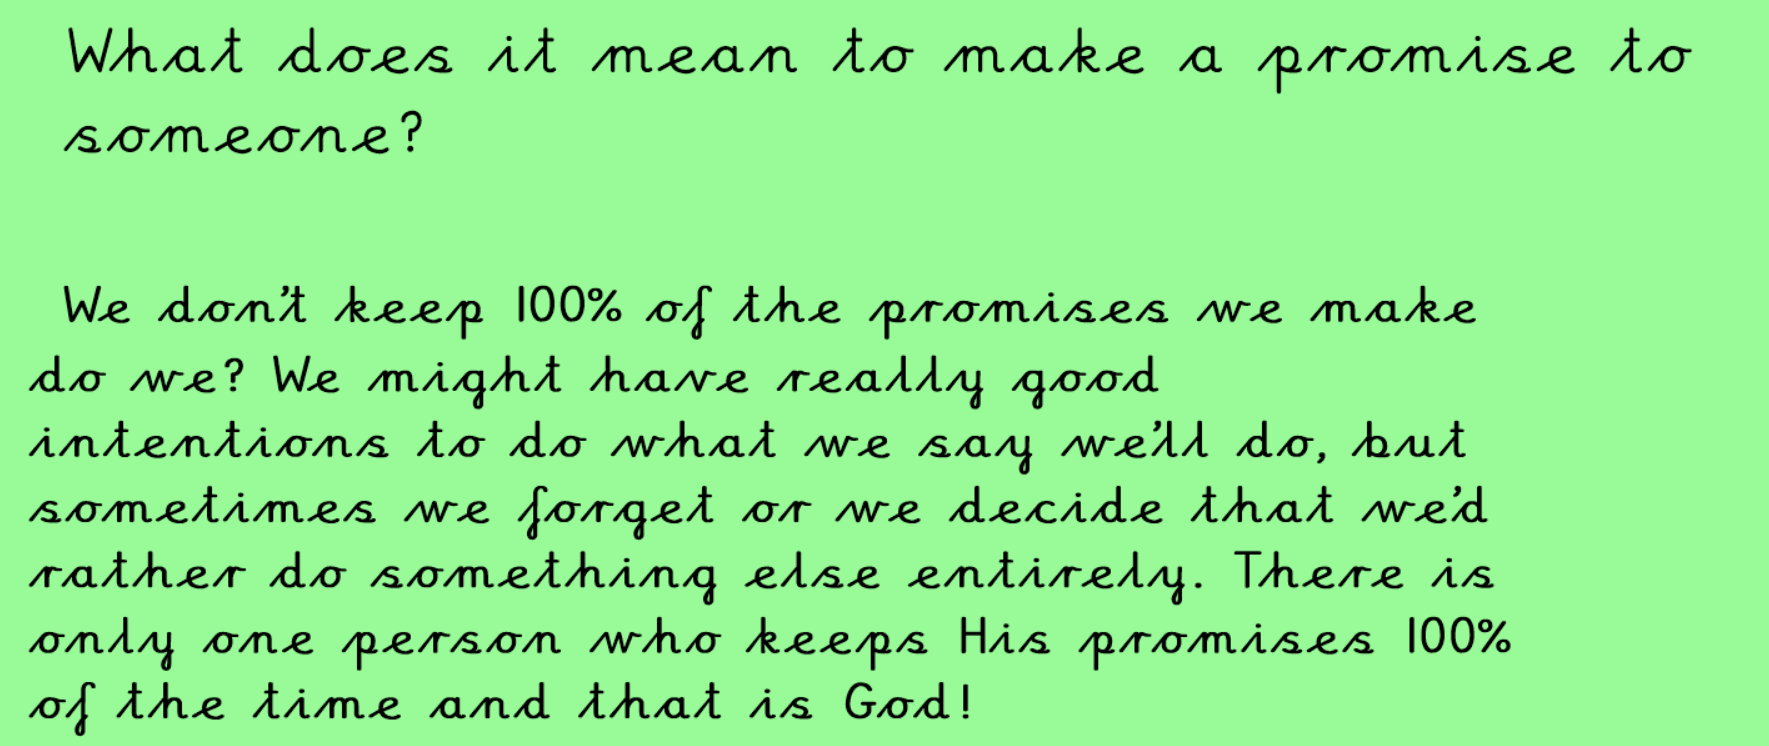 What does it mean to make a promise to
someone?
We don't keep 100% of the promises we make
do we? We might have really good
intentions to do what we say we'll do, but
sometimes we forget or we decide that we'd
rather do something else entirely. There is
only one person who keeps His promises 100%
of the time and that is God!